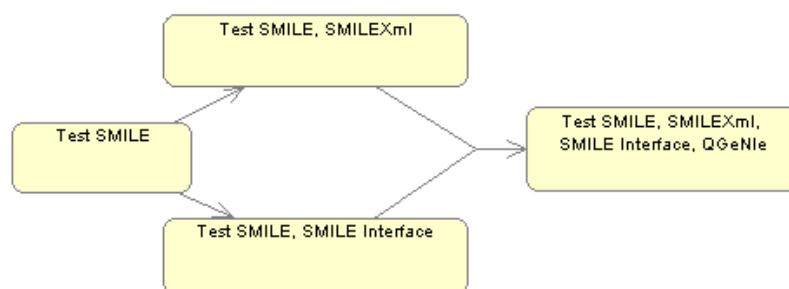 Test SMILE, SMILEXml
Test SMILE
Test SMILE, SMILEXml,
SMILE Interface, QGeNIe
Test SMILE, SMILE Interface